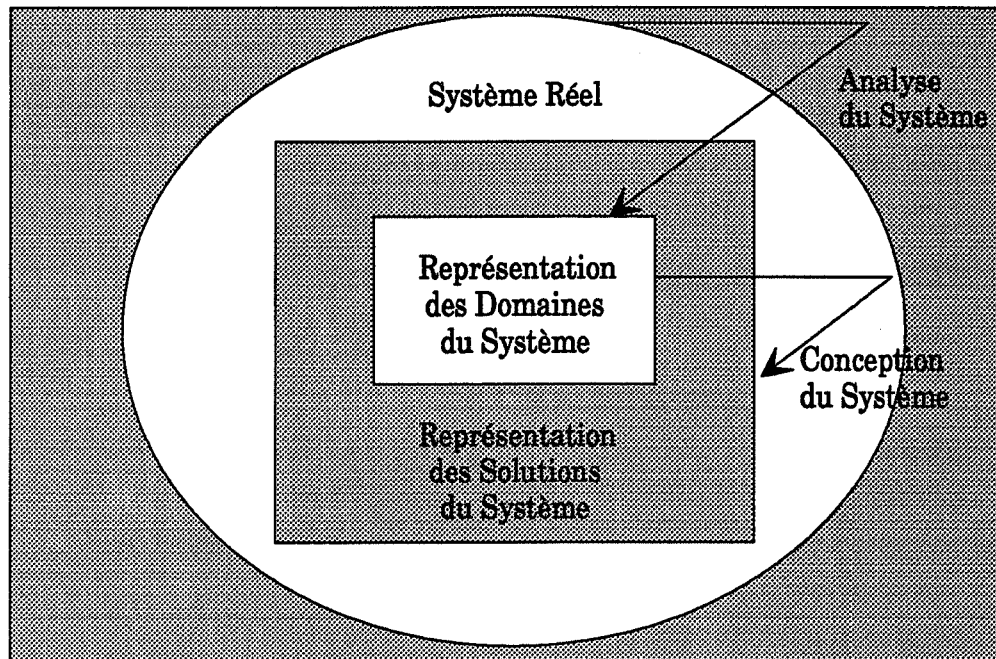 Système Réel
Analyse
du Système
Représentation
des Domaines
du Système
Conception
du Système
Représentation
des Solutions
du Système